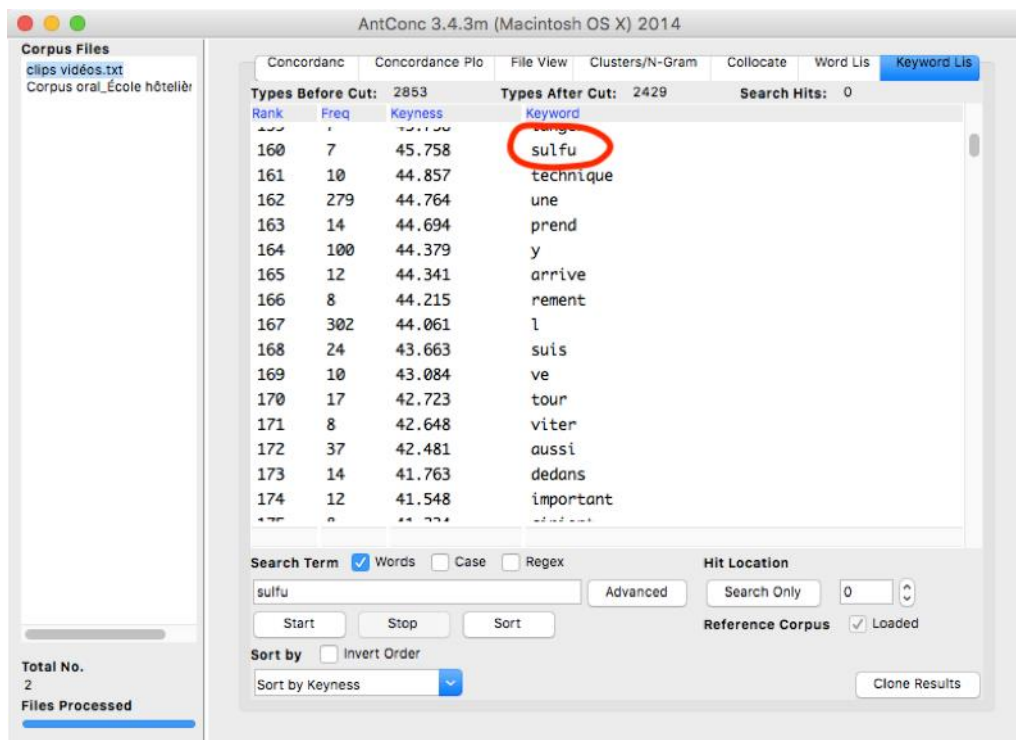 AntConc 3.4.3m (Macintosh OS X) 2014
Corpus Files
clips vidéos.txt
Corpus oral_École hôtelièr
Total No.
2
Files Processed
Concordanc Concordance Plo File View Clusters/N-Gram Collocate Word Lis Keyword Lis
Types Before Cut: 2853 Types After Cut: 2429 Search Hits: 0
Rank Freq Keyness Keyword
160 7 45.758 sulfu
161 10 44.857 technique
162 279 44.764 une
163 14 44.694 prend
164 100 44.379 y
165 12 44.341 arrive
166 8 44.215 rement
167 302 44.061 l
168 24 43.663 suis
169 10 43.084 ve
170 17 42.723 tour
171 8 42.648 viter
172 37 42.481 aussi
173 14 41.763 dedans
174 12 41.548 important
Search Term Words Case Regex Hit Location
sulfu Advanced Search Only 0
Start Stop Sort Reference Corpus Loaded
Sort by Invert Order
Sort by Keyness Clone Results